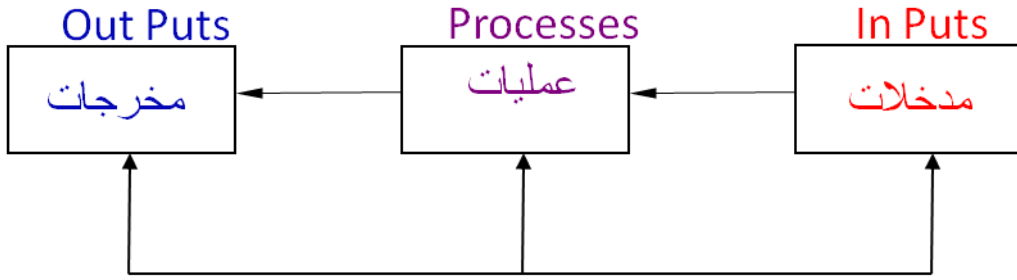 In Puts
مدخلات
Processes
عمليات
Out Puts
مخرجات